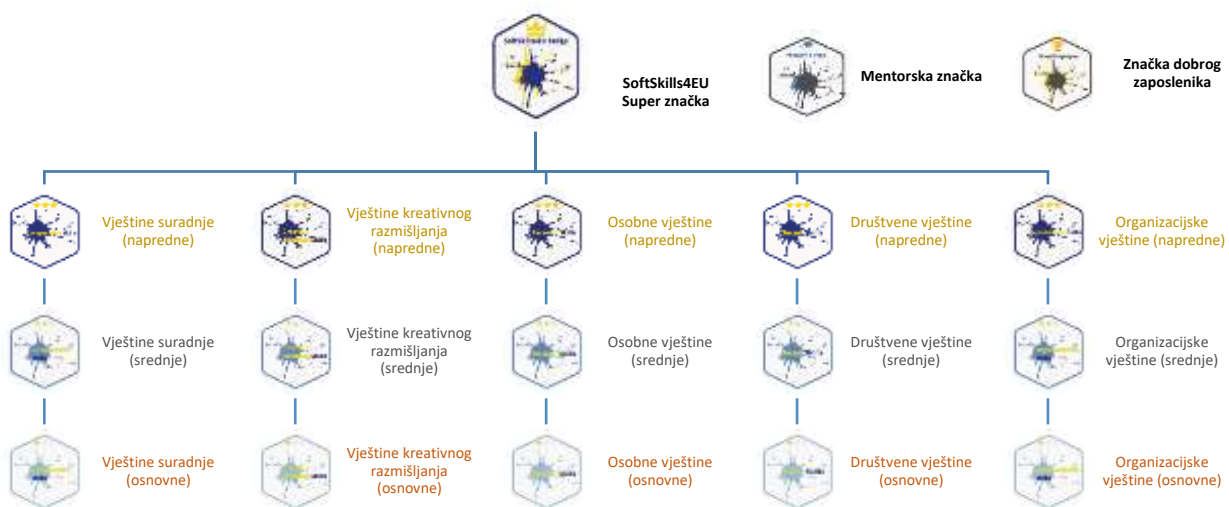 SoftSkills4EU
Super značka
Mentorska značka
Značka dobrog
zaposlenika
Vještine suradnje
(napredne)
Vještine kreativnog
razmišljanja
(napredne)
Osobne vještine
(napredne)
Društvene vještine
(napredne)
Organizacijske
vještine (napredne)
Vještine suradnje
(srednje)
Vještine kreativnog
razmišljanja
(srednje)
Osobne vještine
(srednje)
Društvene vještine
(srednje)
Organizacijske
vještine (srednje)
Vještine suradnje
(osnovne)
Vještine kreativnog
razmišljanja
(osnovne)
Osobne vještine
(osnovne)
Društvene vještine
(osnovne)
Organizacijske
vještine (osnovne)